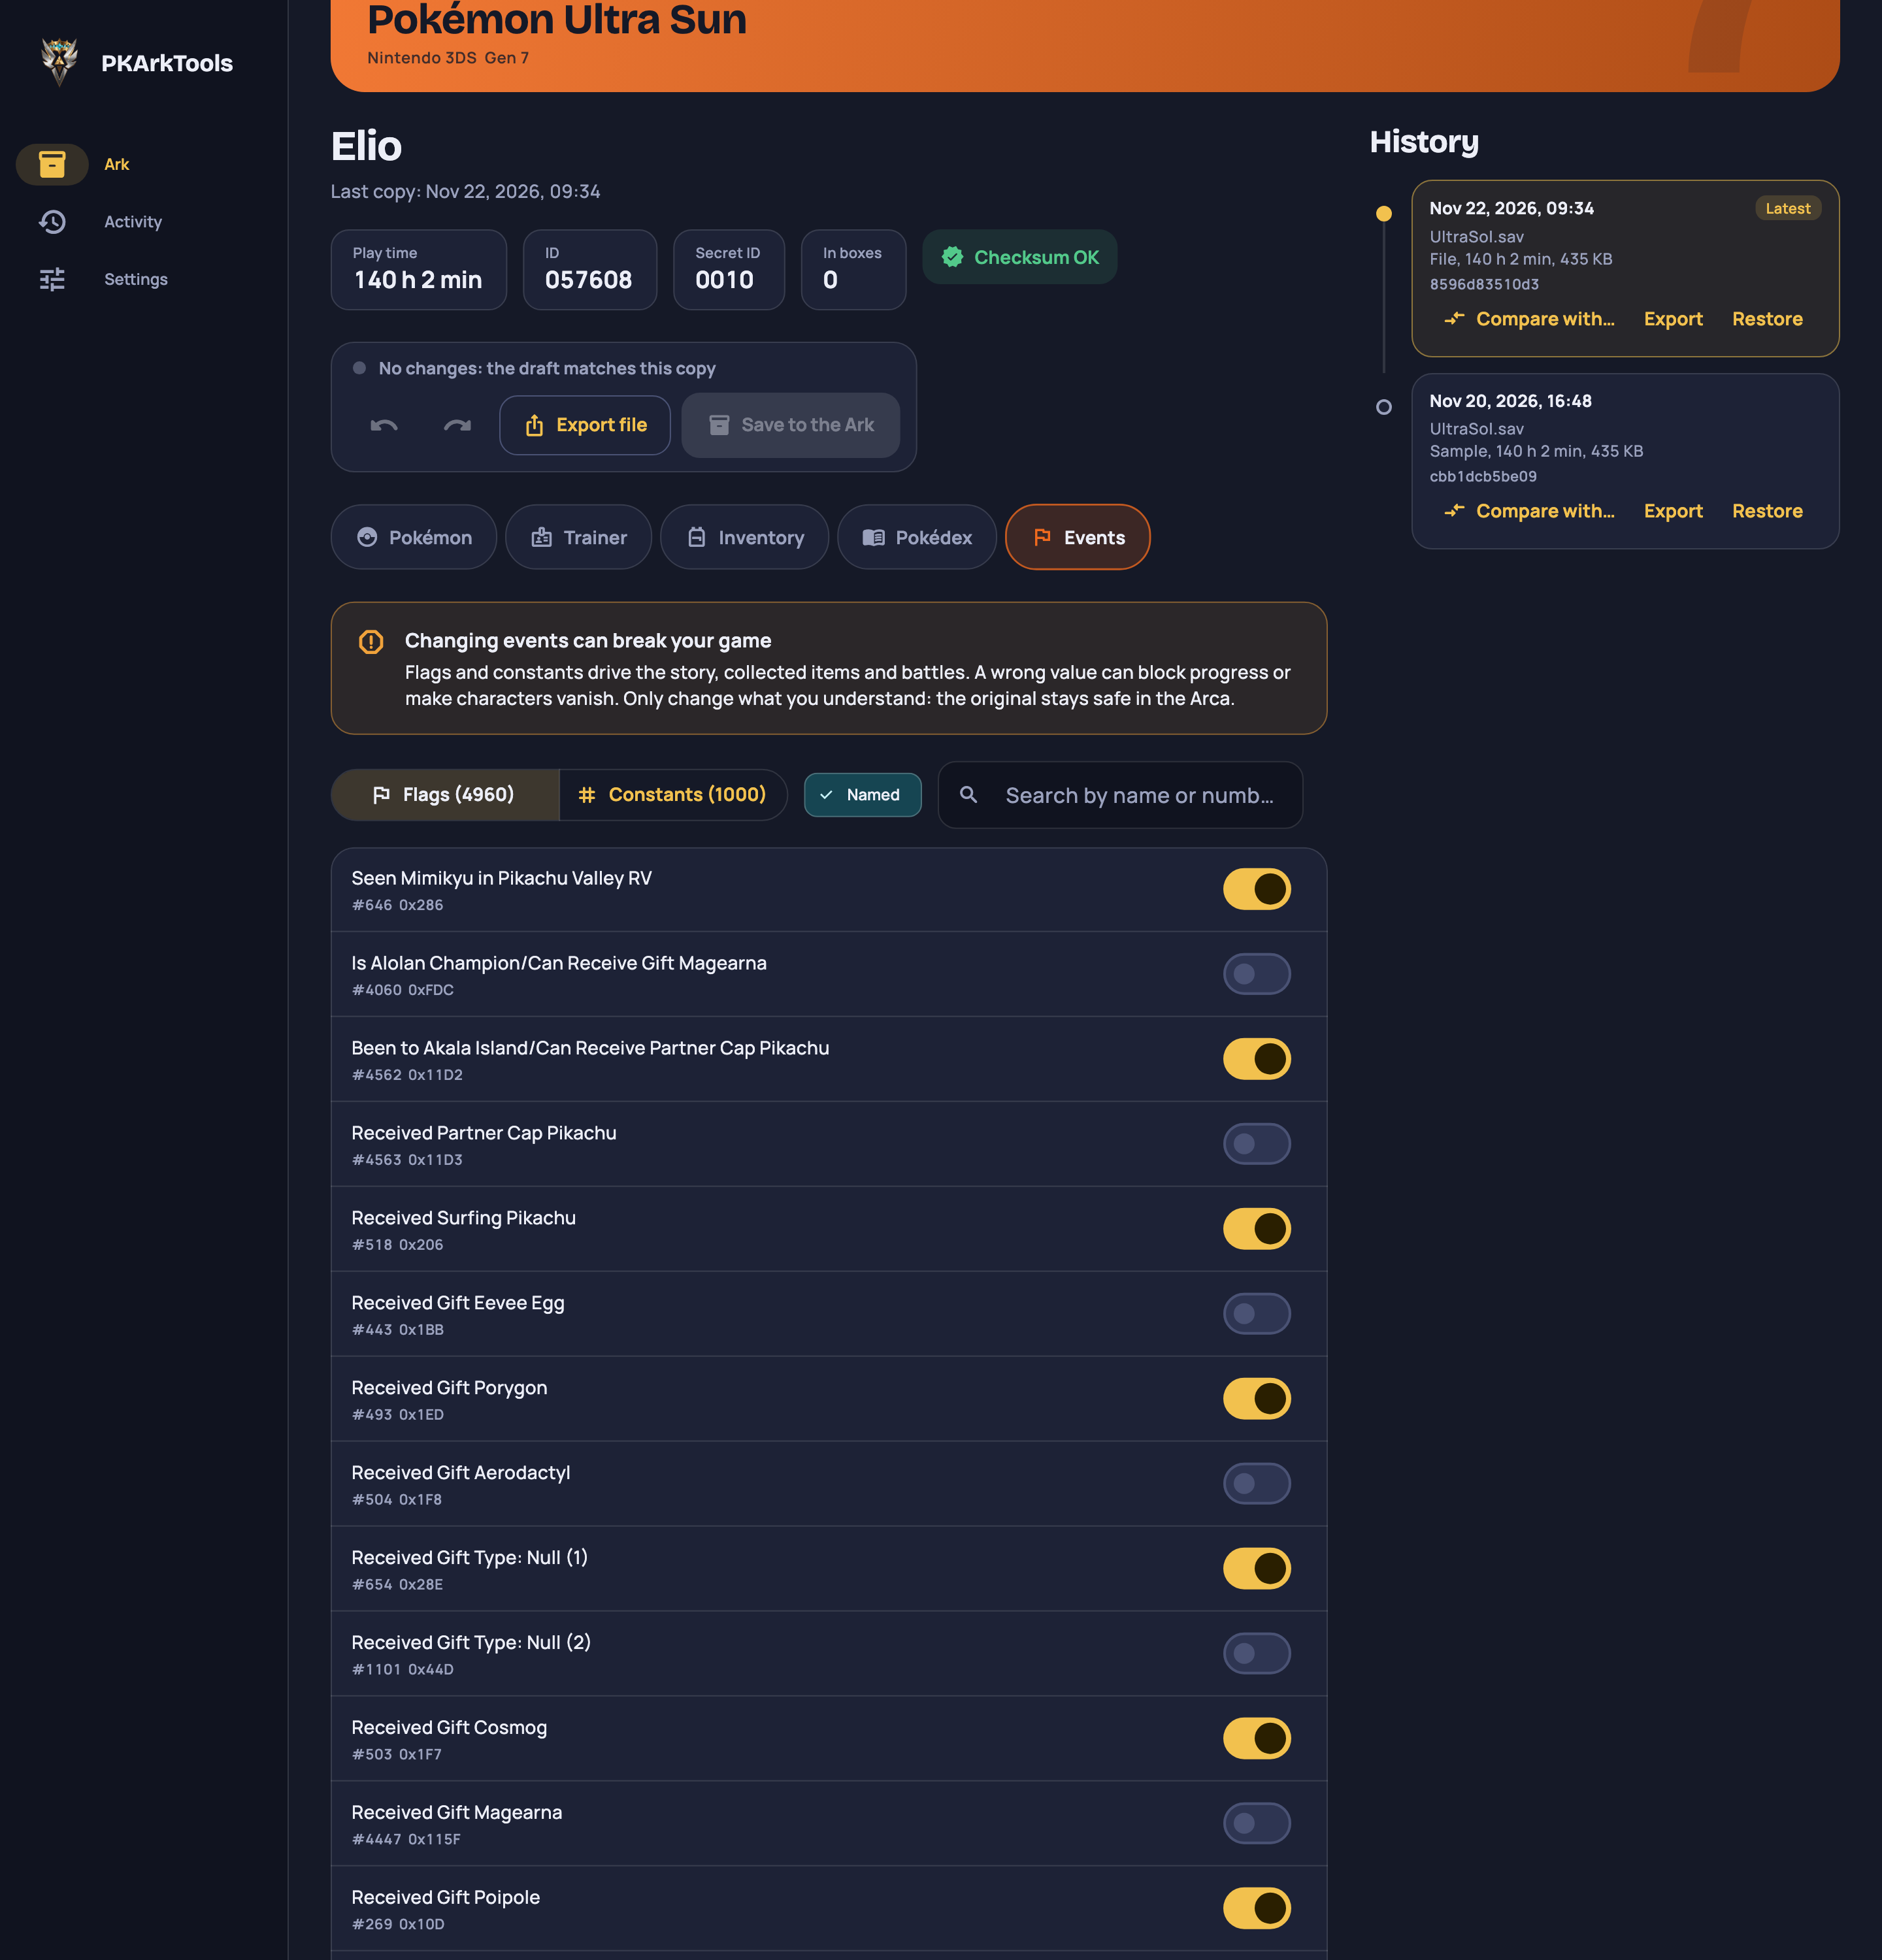 PKArkTools
Ark
Activity
Settings
Pokémon Ultra Sun
Nintendo 3DS Gen 7
Elio
Last copy: Nov 22, 2026, 09:34
Play time
140 h 2 min
ID
057608
Secret ID
0010
In boxes
0
Checksum OK
No changes: the draft matches this copy
Export file
Save to the Ark
Pokémon
Trainer
Inventory
Pokédex
Events
Changing events can break your game
Flags and constants drive the story, collected items and battles. A wrong value can block progress or
make characters vanish. Only change what you understand: the original stays safe in the Arca.
Flags (4960)
Constants (1000)
Named
Search by name or numb...
Seen Mimikyu in Pikachu Valley RV
#646 0x286
Is Alolan Champion/Can Receive Gift Magearna
#4060 0xFDC
Been to Akala Island/Can Receive Partner Cap Pikachu
#4562 0x11D2
Received Partner Cap Pikachu
#4563 0x11D3
Received Surfing Pikachu
#518 0x206
Received Gift Eevee Egg
#443 0x1BB
Received Gift Porygon
#493 0x1ED
Received Gift Aerodactyl
#504 0x1F8
Received Gift Type: Null (1)
#654 0x28E
Received Gift Type: Null (2)
#1101 0x44D
Received Gift Cosmog
#503 0x1F7
Received Gift Magearna
#4447 0x115F
Received Gift Poipole
#269 0x10D
History
Nov 22, 2026, 09:34
Latest
UltraSol.sav
File, 140 h 2 min, 435 KB
8596d83510d3
Compare with...
Export
Restore
Nov 20, 2026, 16:48
UltraSol.sav
Sample, 140 h 2 min, 435 KB
cbb1dcb5be09
Compare with...
Export
Restore